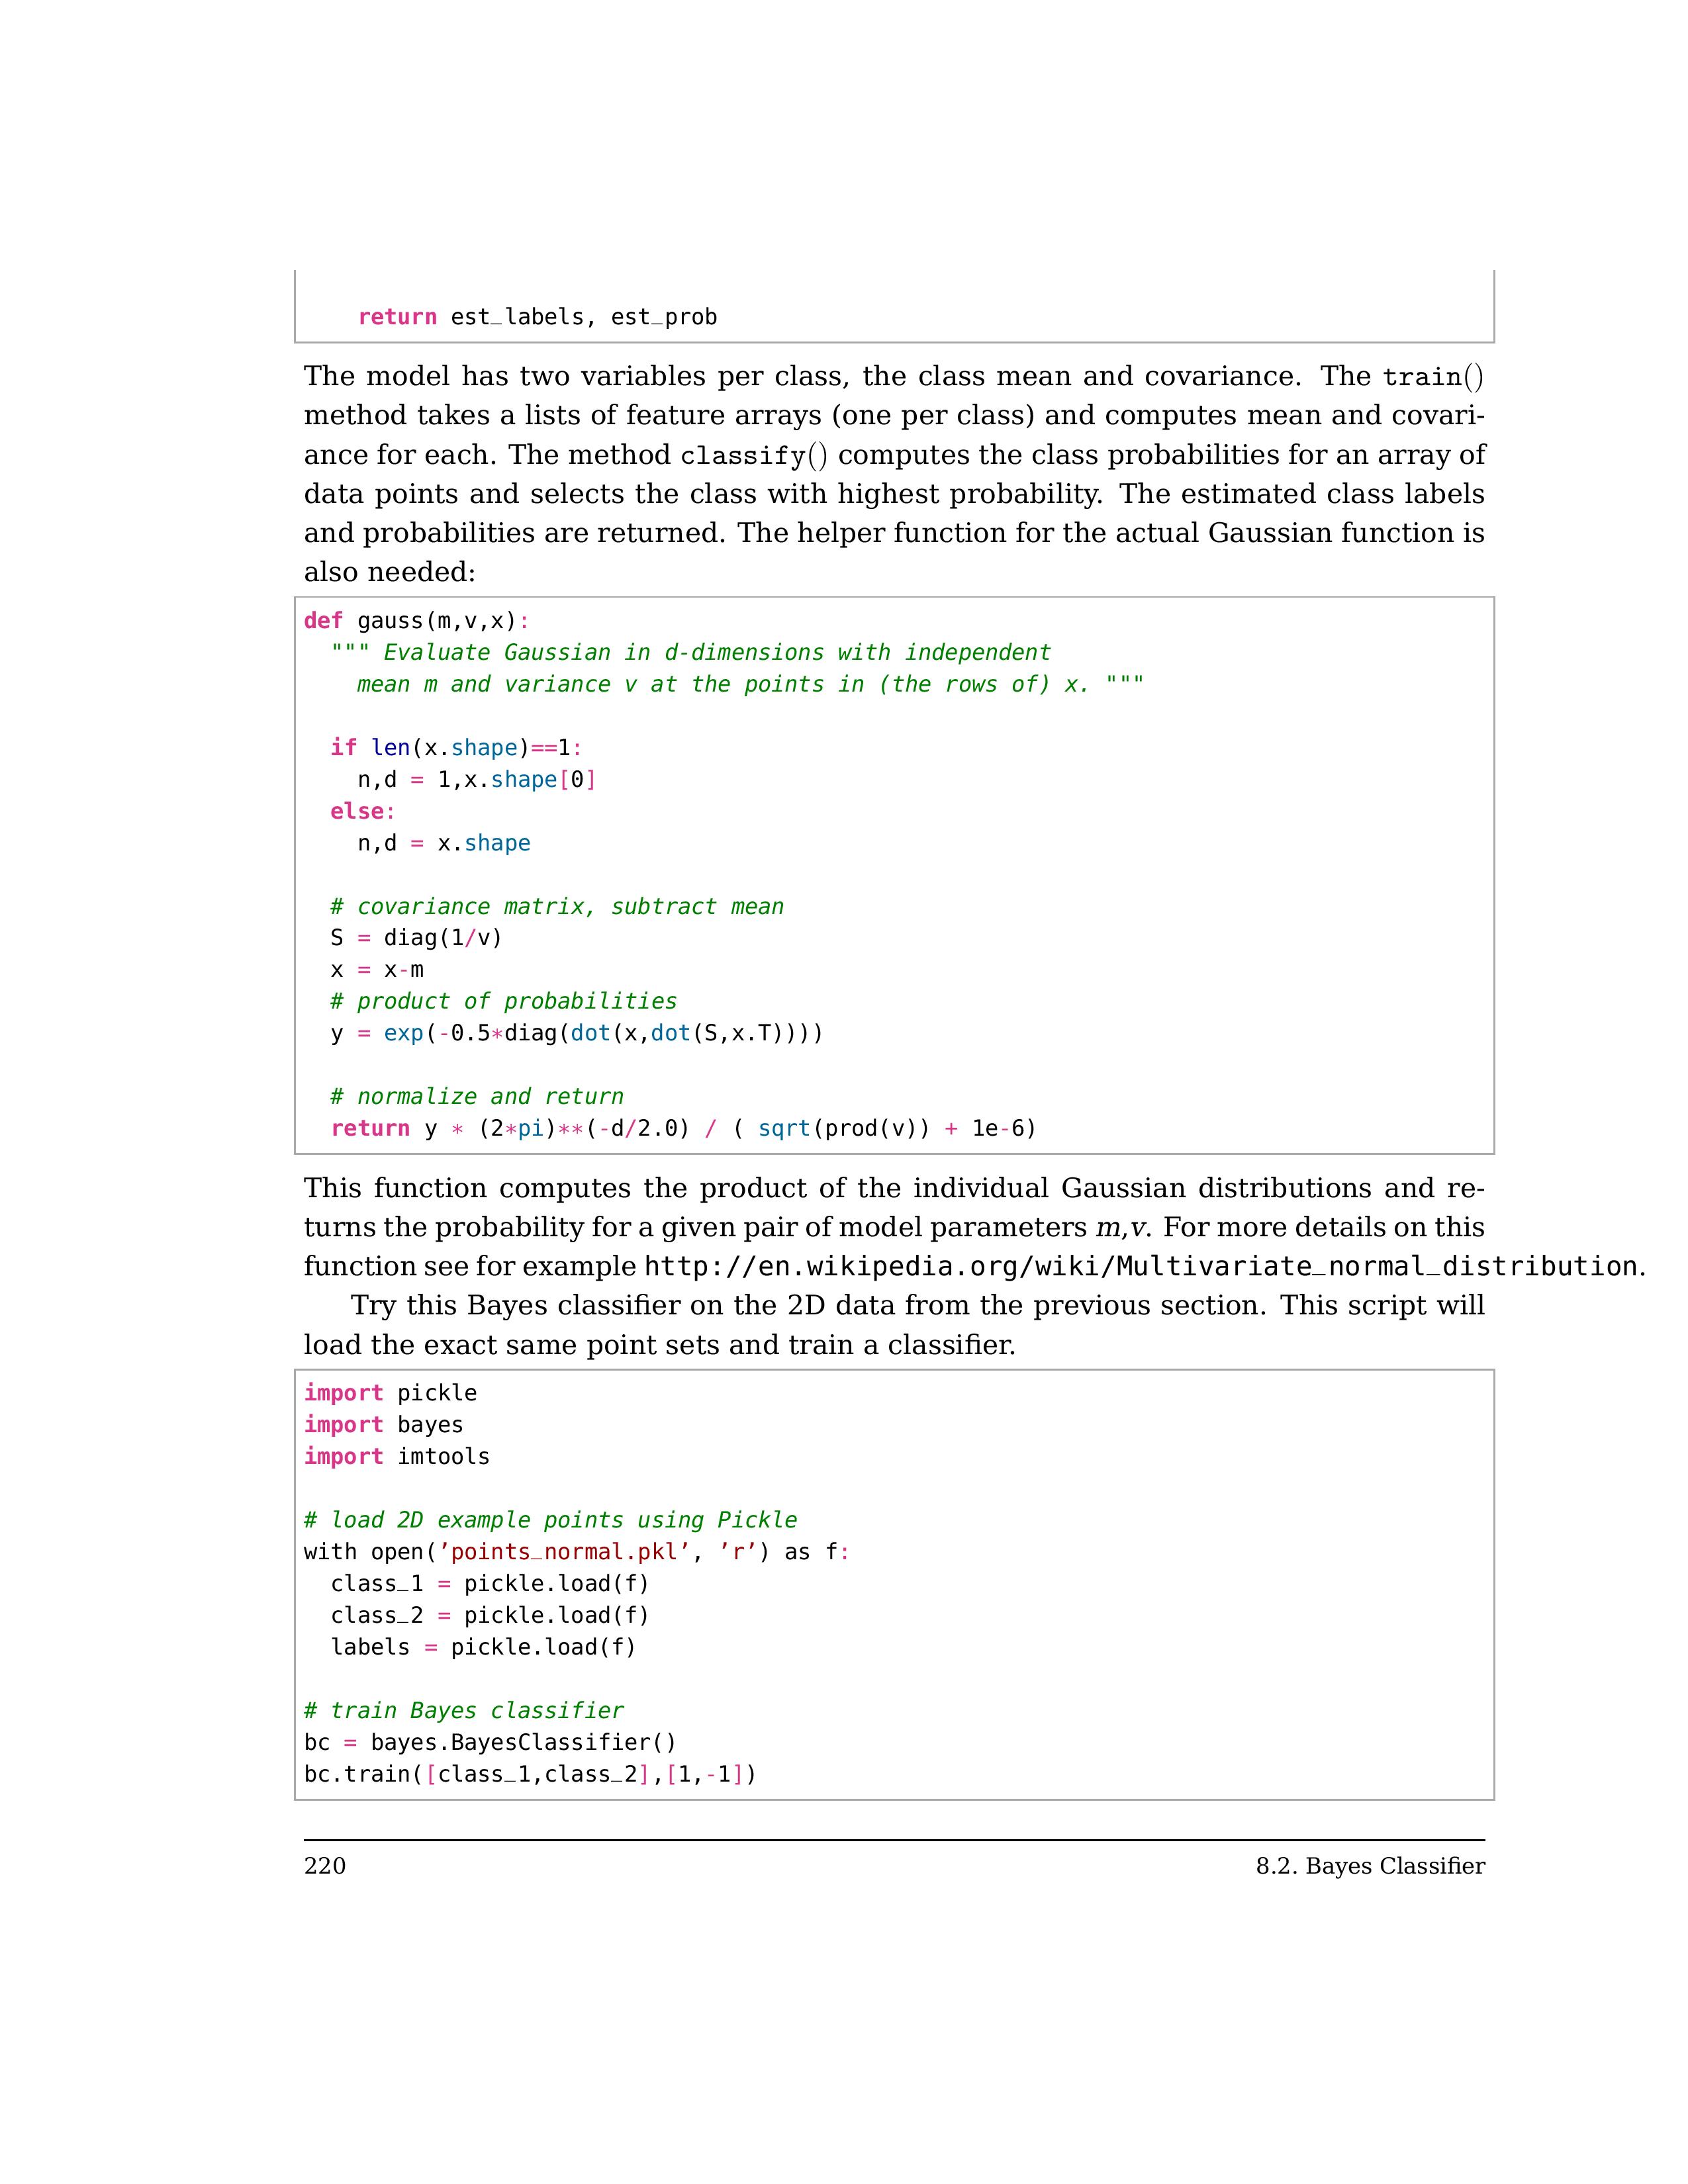 return est_labels, est_prob
The model has two variables per class, the class mean and covariance. The train()
method takes a lists of feature arrays (one per class) and computes mean and covari-
ance for each. The method classify() computes the class probabilities for an array of
data points and selects the class with highest probability. The estimated class labels
and probabilities are returned. The helper function for the actual Gaussian function is
also needed:
def gauss(m,v,x):
  """ Evaluate Gaussian in d-dimensions with independent
    mean m and variance v at the points in (the rows of) x. """
  if len(x.shape)==1:
    n,d = 1,x.shape[0]
  else:
    n,d = x.shape
  # covariance matrix, subtract mean
  S = diag(1/v)
  x = x-m
  # product of probabilities
  y = exp(-0.5*diag(dot(x,dot(S,x.T))))
  # normalize and return
  return y * (2*pi)**(-d/2.0) / ( sqrt(prod(v)) + 1e-6)
This function computes the product of the individual Gaussian distributions and re-
turns the probability for a given pair of model parameters m,v. For more details on this
function see for example http://en.wikipedia.org/wiki/Multivariate_normal_distribution.
Try this Bayes classifier on the 2D data from the previous section. This script will
load the exact same point sets and train a classifier.
import pickle
import bayes
import imtools
# load 2D example points using Pickle
with open(’points_normal.pkl’, ’r’) as f:
  class_1 = pickle.load(f)
  class_2 = pickle.load(f)
  labels = pickle.load(f)
# train Bayes classifier
bc = bayes.BayesClassifier()
bc.train([class_1,class_2],[1,-1])
220 8.2. Bayes Classifier